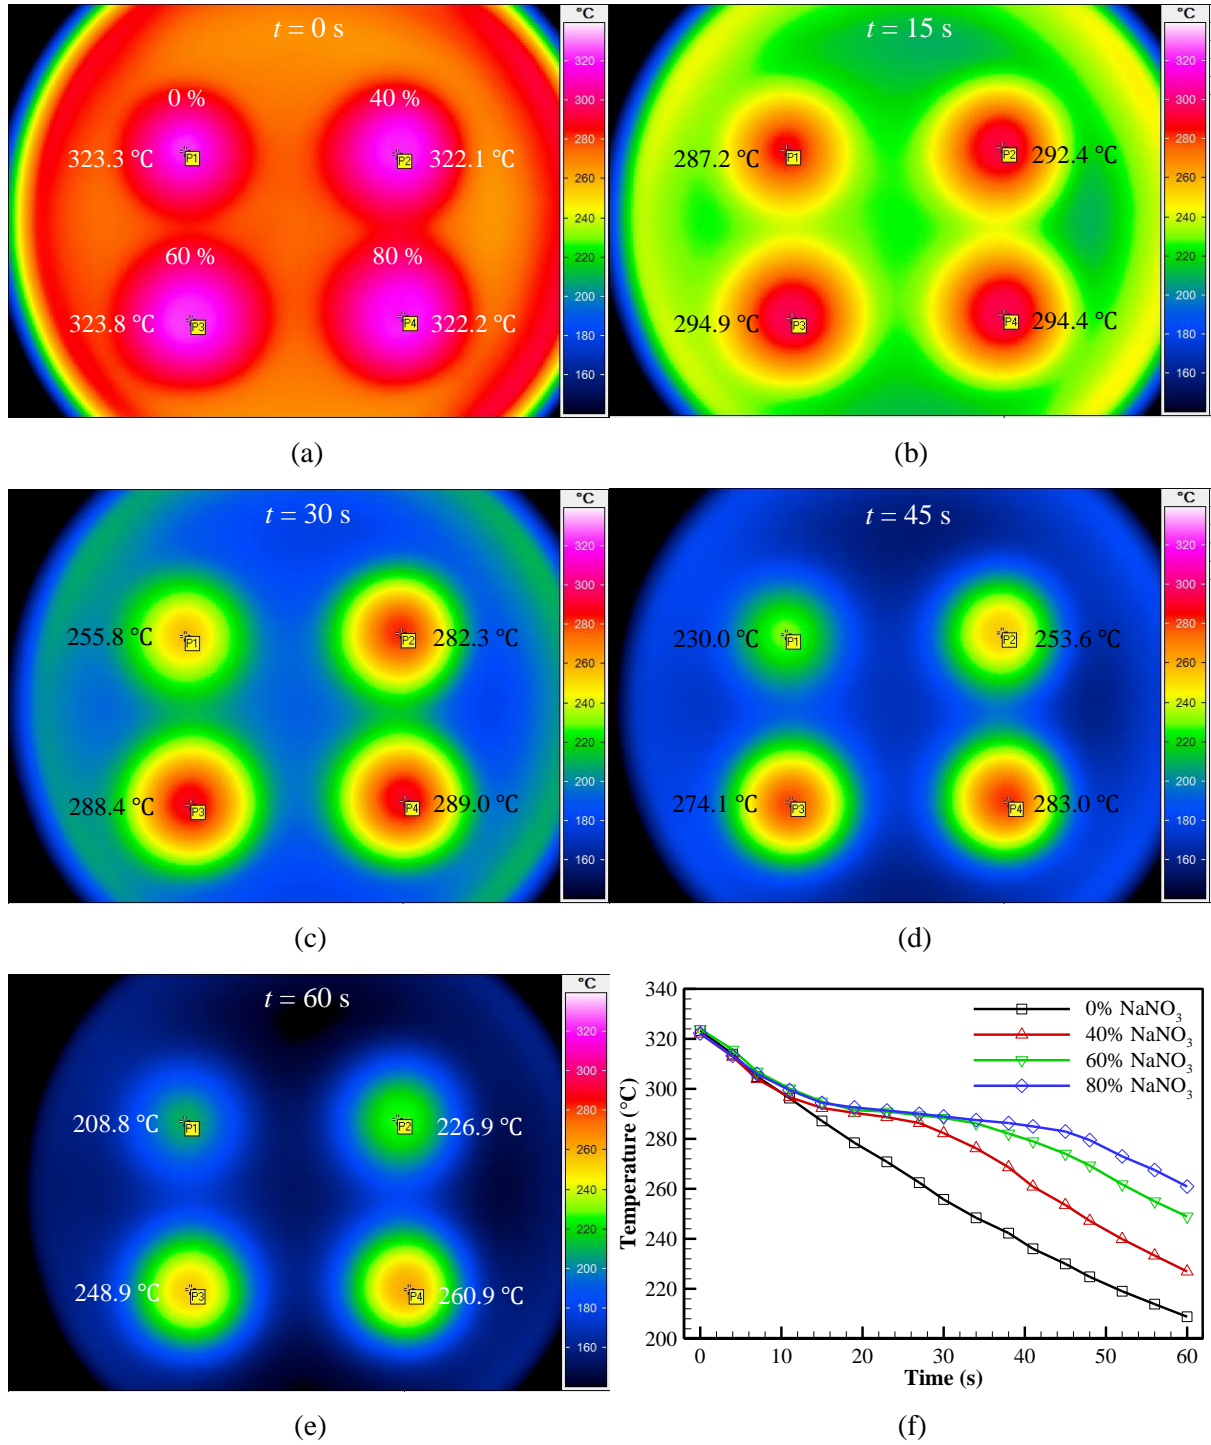 t = 0 s
°C
0 %
40 %
P1
P2
323.3 °C
322.1 °C
60 %
80 %
P3
P4
323.8 °C
322.2 °C
320
300
280
260
240
220
200
180
160
(a)
t = 15 s
°C
287.2 °C
P1
P2
292.4 °C
294.9 °C
P3
P4
294.4 °C
320
300
280
260
240
220
200
180
160
(b)
t = 30 s
°C
255.8 °C
P1
P2
282.3 °C
288.4 °C
P3
P4
289.0 °C
320
300
280
260
240
220
200
180
160
(c)
t = 45 s
°C
230.0 °C
P1
P2
253.6 °C
274.1 °C
P3
P4
283.0 °C
320
300
280
260
240
220
200
180
160
(d)
t = 60 s
°C
208.8 °C
P1
P2
226.9 °C
248.9 °C
P3
P4
260.9 °C
320
300
280
260
240
220
200
180
160
(e)
Temperature (°C)
340
320
300
280
260
240
220
200
0% NaNO₃
40% NaNO₃
60% NaNO₃
80% NaNO₃
0 10 20 30 40 50 60
Time (s)
(f)